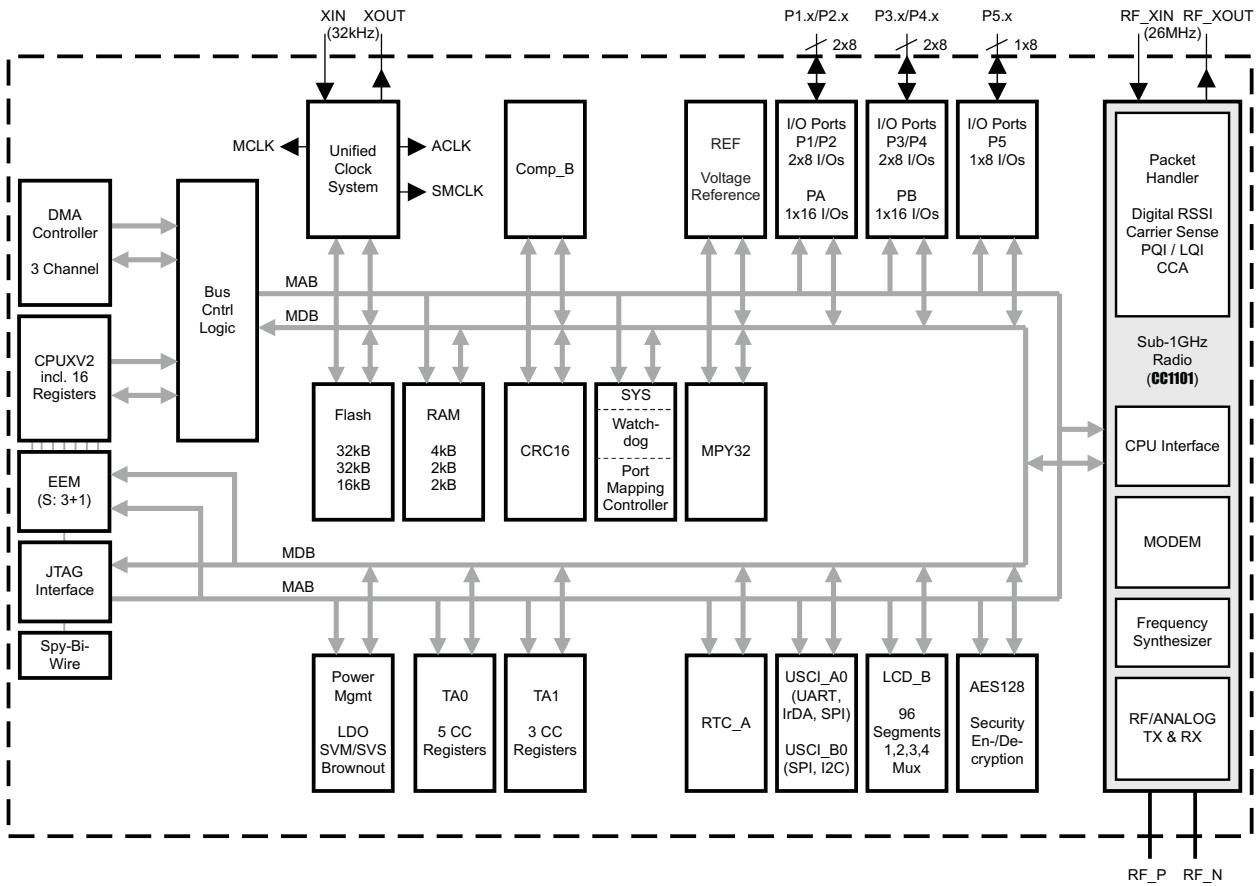 XIN XOUT
(32kHz)
P1.x/P2.x
2x8
P3.x/P4.x
2x8
P5.x
1x8
RF_XIN RF_XOUT
(26MHz)
MCLK
Unified
Clock
System
ACLK
SMCLK
Comp_B
REF
Voltage
Reference
I/O Ports
P1/P2
2x8 I/Os
PA
1x16 I/Os
I/O Ports
P3/P4
2x8 I/Os
PB
1x16 I/Os
I/O Ports
P5
1x8 I/Os
Packet
Handler
Digital RSSI
Carrier Sense
PQI / LQI
CCA
DMA
Controller
3 Channel
Bus
Cntrl
Logic
MAB
MDB
CPUXV2
incl. 16
Registers
Sub-1GHz
Radio
(CC1101)
Flash
32kB
32kB
16kB
RAM
4kB
2kB
2kB
CRC16
SYS
Watch-
dog
Port
Mapping
Controller
MPY32
CPU Interface
EEM
(S: 3+1)
MODEM
JTAG
Interface
MDB
MAB
Frequency
Synthesizer
Spy-Bi-
Wire
Power
Mgmt
LDO
SVM/SVS
Brownout
TA0
5 CC
Registers
TA1
3 CC
Registers
RTC_A
USCI_A0
(UART,
IrDA, SPI)
USCI_B0
(SPI, I2C)
LCD_B
96
Segments
1,2,3,4
Mux
AES128
Security
En-/De-
cryption
RF/ANALOG
TX & RX
RF_P RF_N